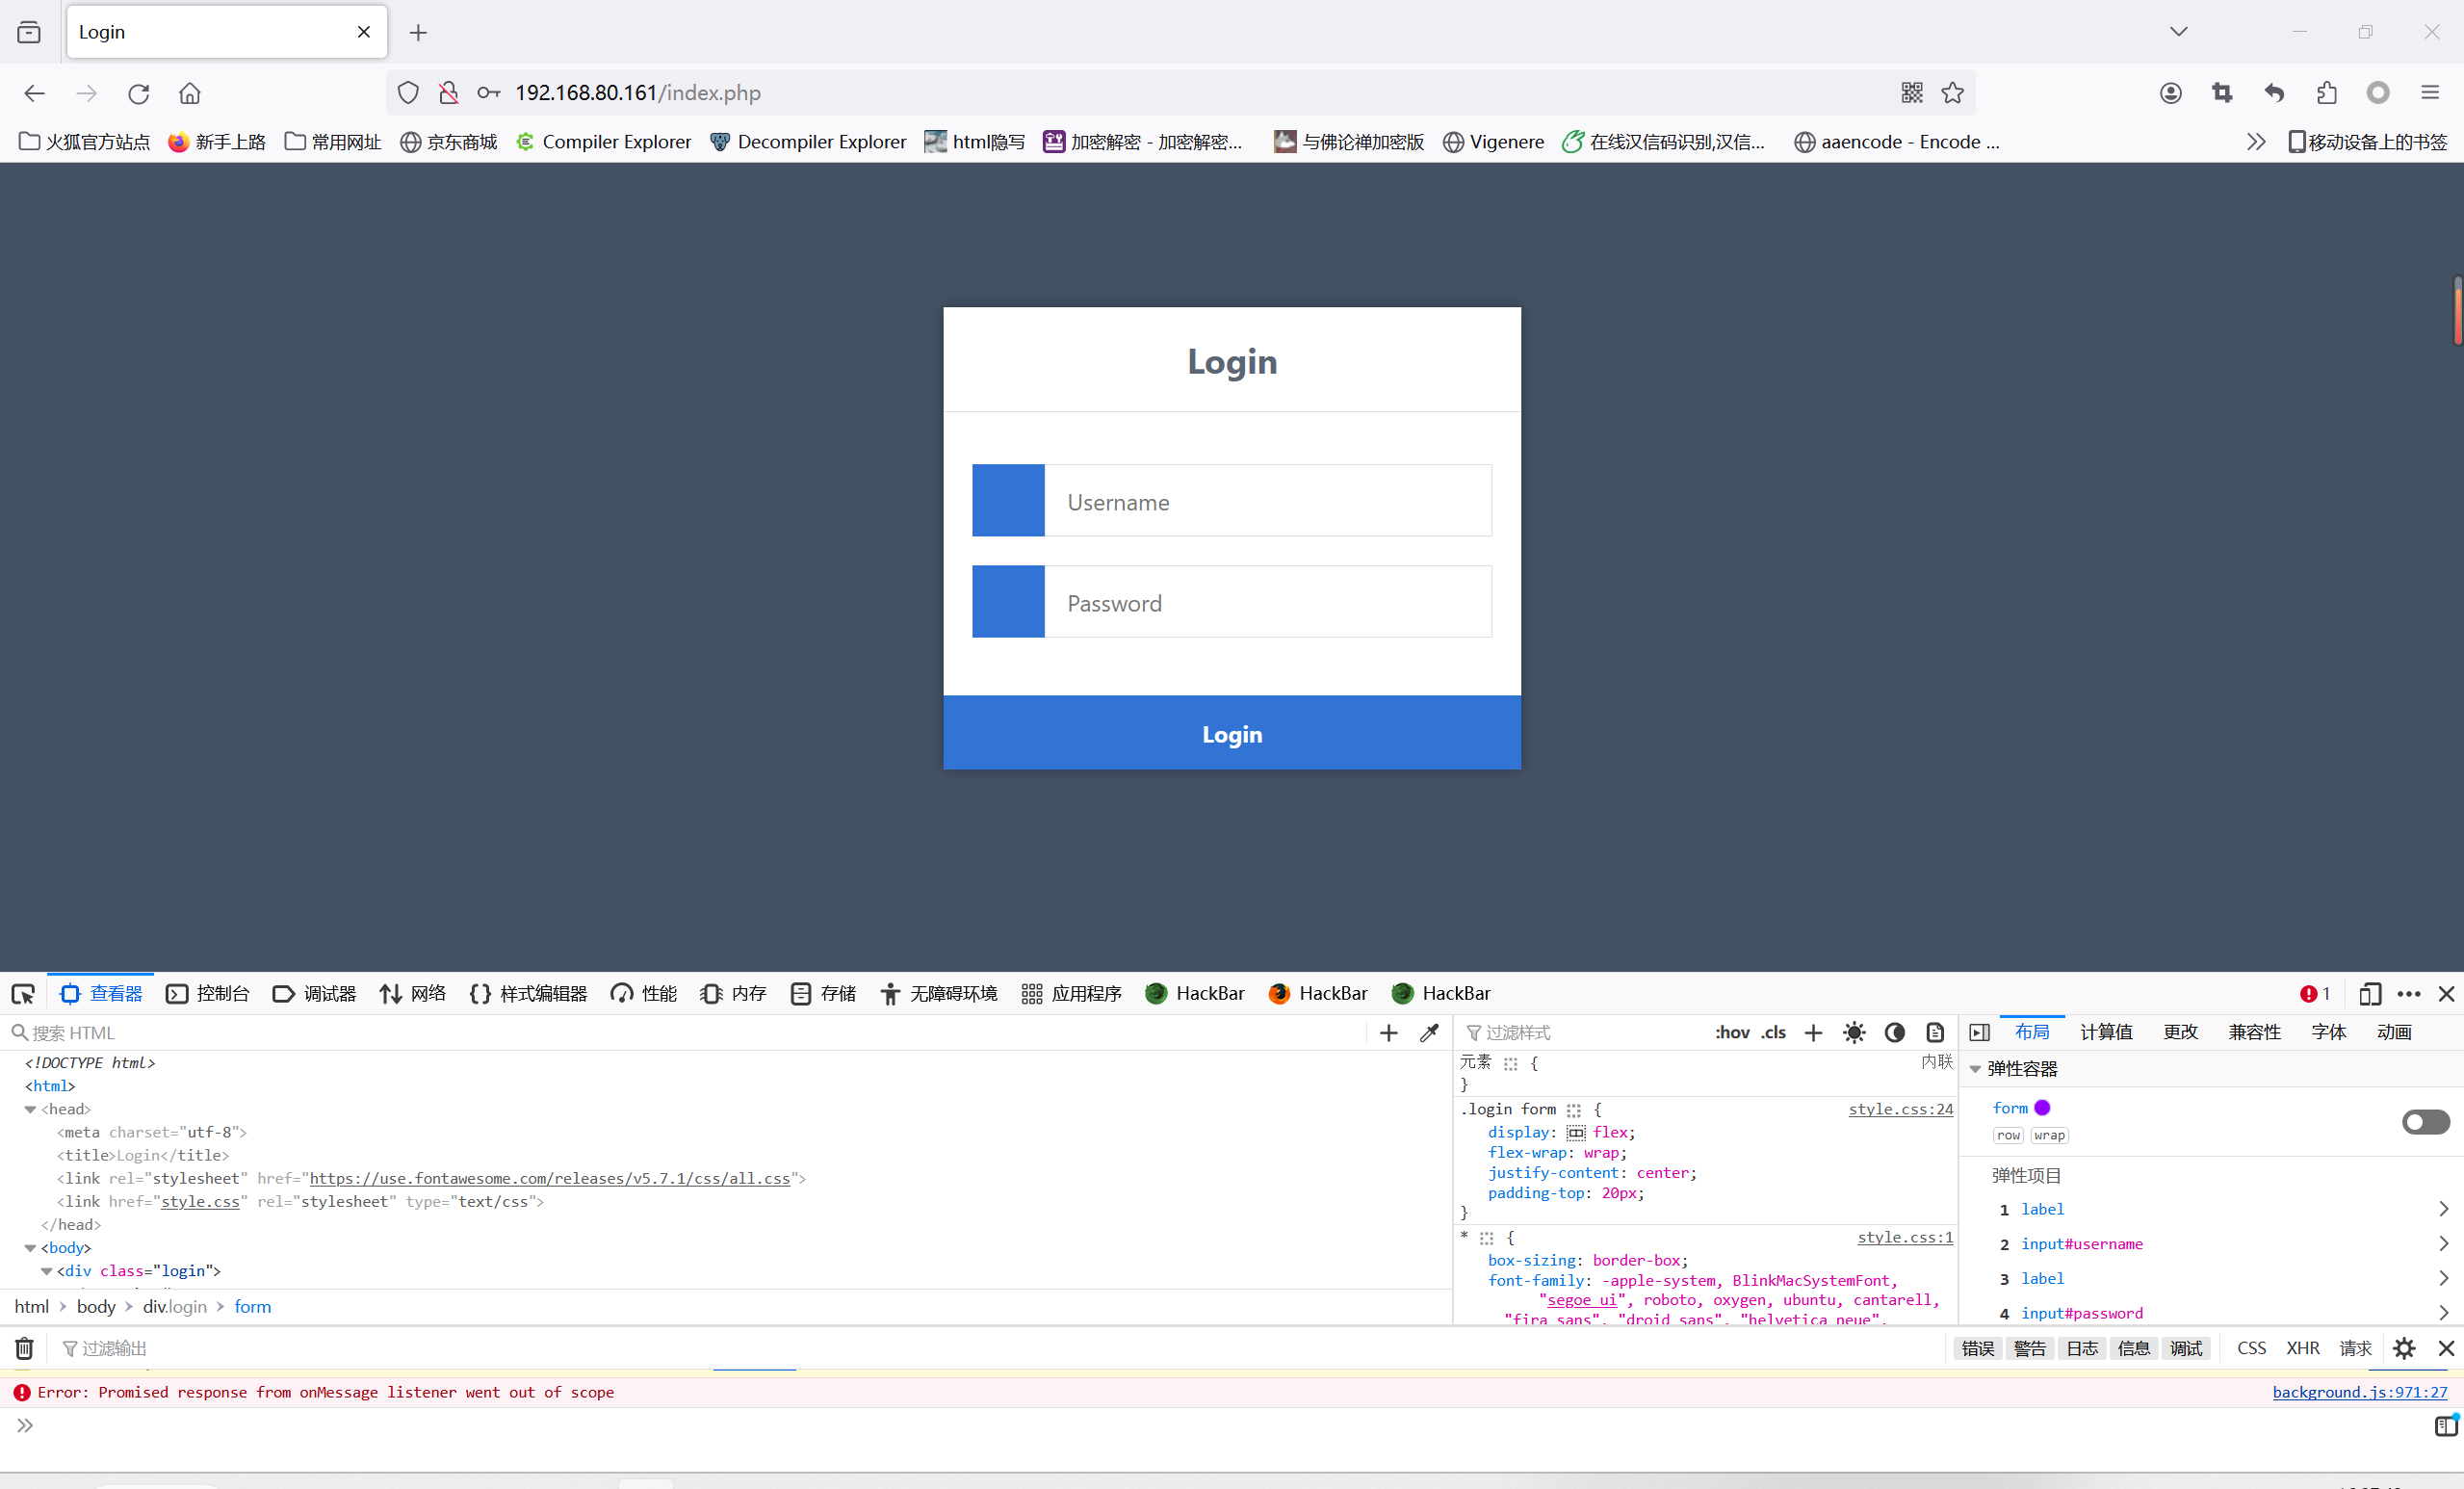 Login
192.168.80.161/index.php
火狐官方站点 新手上路 常用网址 京东商城 Compiler Explorer Decompiler Explorer html隐写 加密解密 - 加密解密... 与佛论禅加密版 Vigenere 在线汉信码识别,汉信... aaencode - Encode ... 移动设备上的书签
Login
Username
Password
Login
查看器 控制台 调试器 网络 样式编辑器 性能 内存 存储 无障碍环境 应用程序 HackBar HackBar HackBar 1
搜索 HTML
<!DOCTYPE html>
<html>
<head>
<meta charset="utf-8">
<title>Login</title>
<link rel="stylesheet" href="https://use.fontawesome.com/releases/v5.7.1/css/all.css">
<link href="style.css" rel="stylesheet" type="text/css">
</head>
<body>
<div class="login">
html body div.login form
过滤样式 :hov .cls
元素 { 内联
}
.login form { style.css:24
display: flex;
flex-wrap: wrap;
justify-content: center;
padding-top: 20px;
}
* { style.css:1
box-sizing: border-box;
font-family: -apple-system, BlinkMacSystemFont,
"segoe ui", roboto, oxygen, ubuntu, cantarell,
"fira sans", "droid sans", "helvetica neue",
布局 计算值 更改 兼容性 字体 动画
弹性容器
form
row wrap
弹性项目
1 label
2 input#username
3 label
4 input#password
过滤输出 错误 警告 日志 信息 调试 CSS XHR 请求
Error: Promised response from onMessage listener went out of scope background.js:971:27